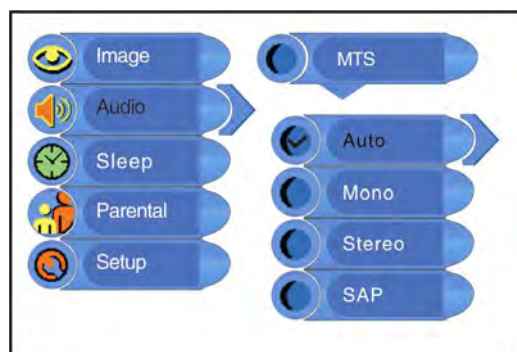 Image
Audio
Sleep
Parental
Setup
MTS
Auto
Mono
Stereo
SAP